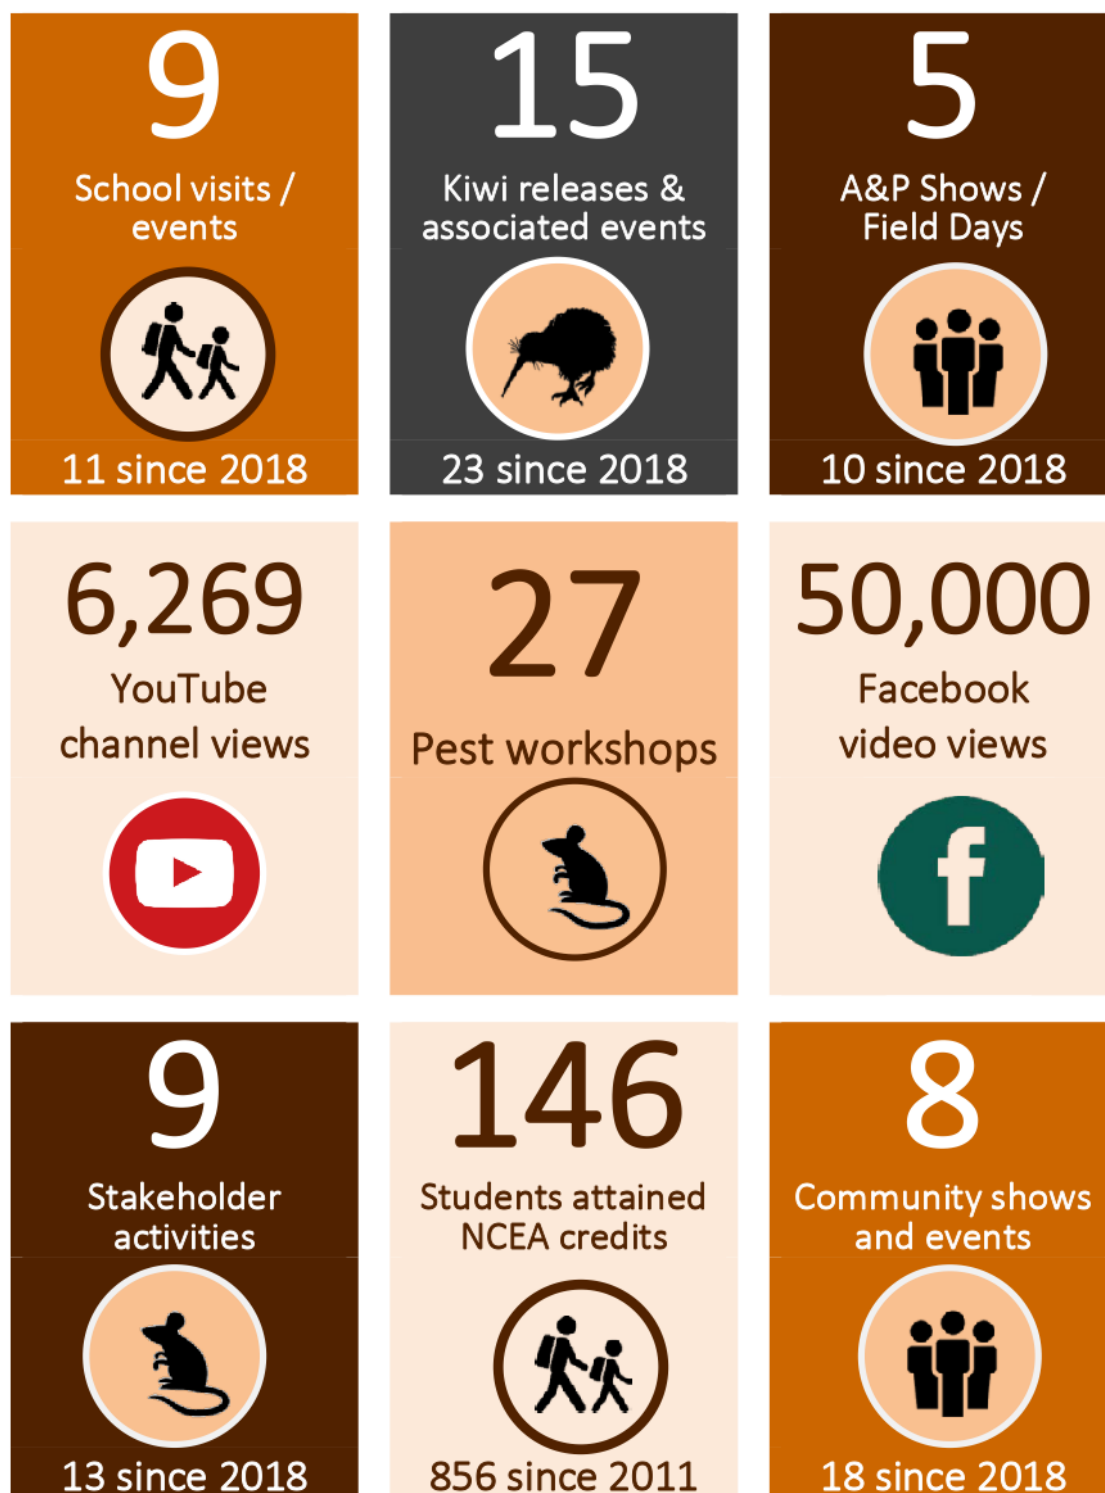 9
School visits /
events
11 since 2018
15
Kiwi releases &
associated events
23 since 2018
5
A&P Shows /
Field Days
10 since 2018
6,269
YouTube
channel views
27
Pest workshops
50,000
Facebook
video views
f
9
Stakeholder
activities
13 since 2018
146
Students attained
NCEA credits
856 since 2011
8
Community shows
and events
18 since 2018